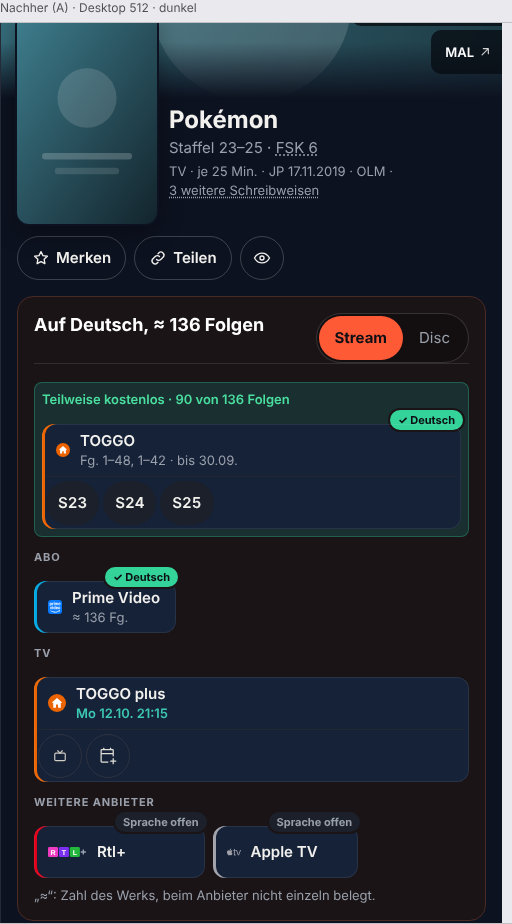 Nachher (A) · Desktop 512 · dunkel
MAL ↗
Pokémon
Staffel 23–25 · FSK 6
TV · je 25 Min. · JP 17.11.2019 · OLM ·
3 weitere Schreibweisen
Merken
Teilen
Auf Deutsch, ≈ 136 Folgen
Stream
Disc
Teilweise kostenlos · 90 von 136 Folgen
✓ Deutsch
TOGGO
Fg. 1–48, 1–42 · bis 30.09.
S23
S24
S25
ABO
✓ Deutsch
prime video
Prime Video
≈ 136 Fg.
TV
TOGGO plus
Mo 12.10. 21:15
WEITERE ANBIETER
Sprache offen
Sprache offen
RTL+
Rtl+
tv
Apple TV
„≈“: Zahl des Werks, beim Anbieter nicht einzeln belegt.